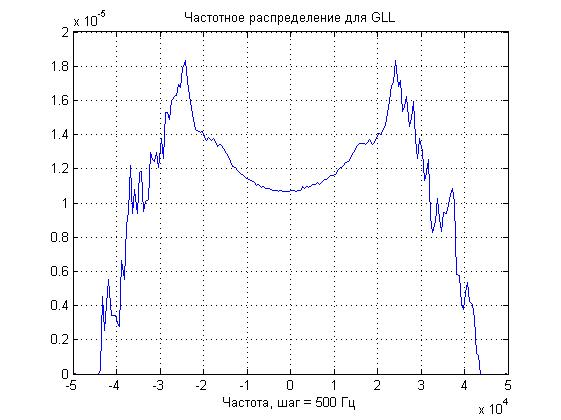 Частотное распределение для GLL
x 10⁻⁵
2
1.8
1.6
1.4
1.2
1
0.8
0.6
0.4
0.2
0
-5 -4 -3 -2 -1 0 1 2 3 4 5
Частота, шаг = 500 Гц
x 10⁴